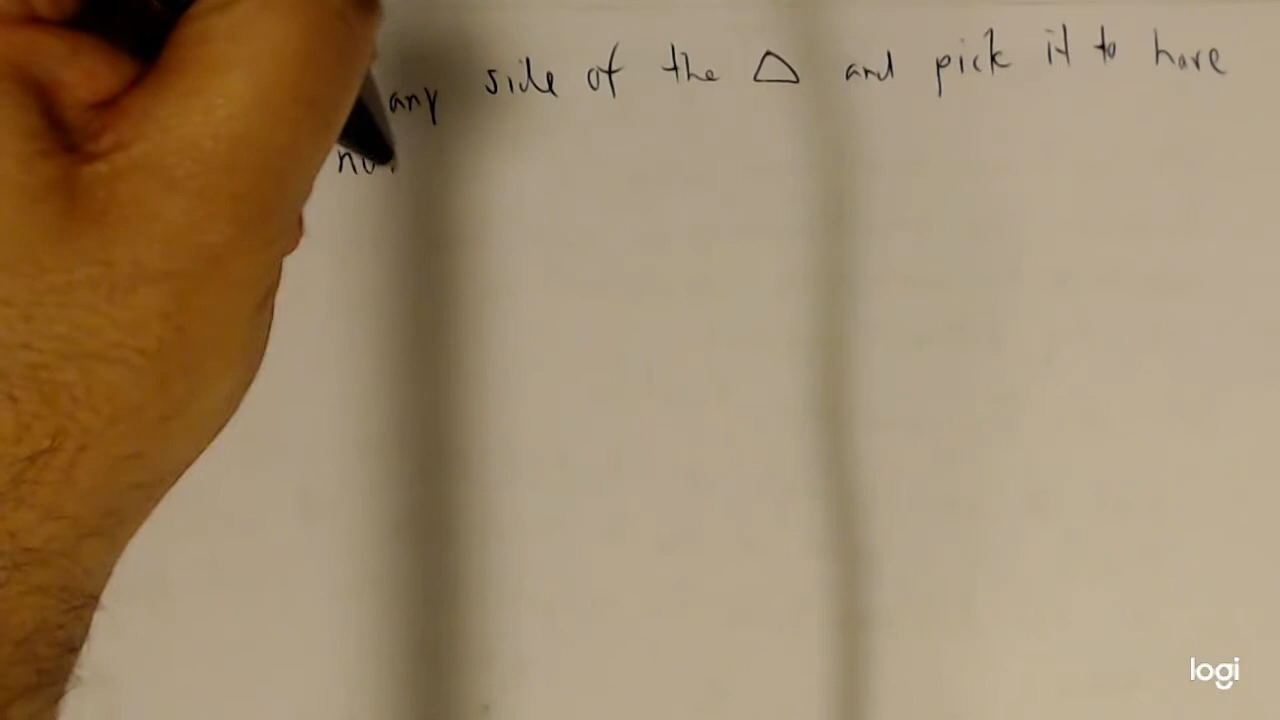 any side of the △ and pick it to have
logi